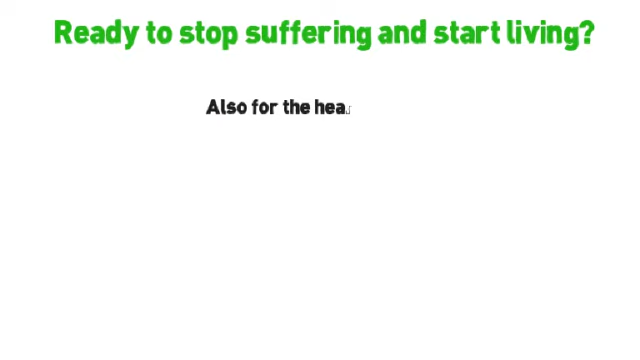 Ready to stop suffering and start living?
Also for the hea